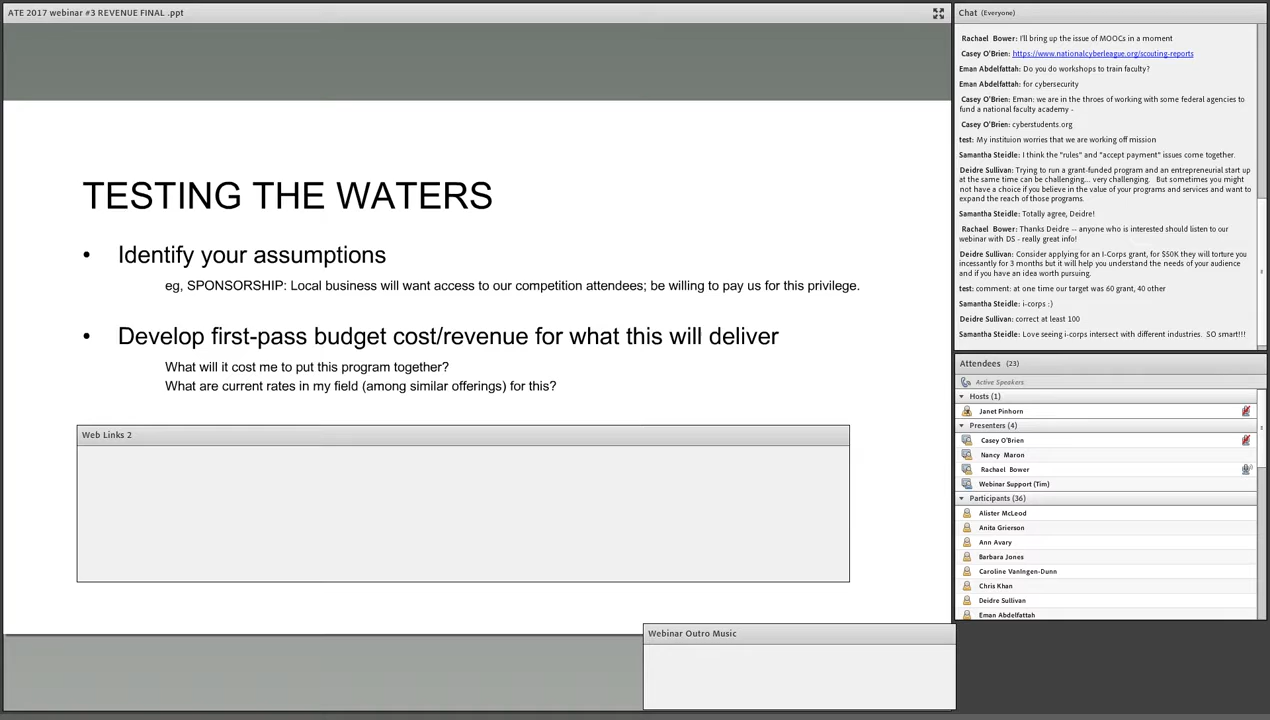 ATE 2017 webinar #3 REVENUE FINAL .ppt
TESTING THE WATERS
• Identify your assumptions
eg, SPONSORSHIP: Local business will want access to our competition attendees; be willing to pay us for this privilege.
• Develop first-pass budget cost/revenue for what this will deliver
What will it cost me to put this program together?
What are current rates in my field (among similar offerings) for this?
Web Links 2
Webinar Outro Music
Chat (Everyone)
Rachael Bower: I'll bring up the issue of MOOCs in a moment
Casey O'Brien: https://www.nationalcyberleague.org/scouting-reports
Eman Abdelfattah: Do you do workshops to train faculty?
Eman Abdelfattah: for cybersecurity
Casey O'Brien: Eman: we are in the throes of working with some federal agencies to
fund a national faculty academy -
Casey O'Brien: cyberstudents.org
test: My instituion worries that we are working off mission
Samantha Steidle: I think the "rules" and "accept payment" issues come together.
Deidre Sullivan: Trying to run a grant-funded program and an entrepreneurial start up
at the same time can be challenging... very challenging. But sometimes you might
not have a choice if you believe in the value of your programs and services and want to
expand the reach of those programs.
Samantha Steidle: Totally agree, Deidre!
Rachael Bower: Thanks Deidre -- anyone who is interested should listen to our
webinar with DS - really great info!
Deidre Sullivan: Consider applying for an I-Corps grant, for $50K they will torture you
incessantly for 3 months but it will help you understand the needs of your audience
and if you have an idea worth pursuing.
test: comment: at one time our target was 60 grant, 40 other
Samantha Steidle: i-corps :)
Deidre Sullivan: correct at least 100
Samantha Steidle: Love seeing i-corps intersect with different industries. SO smart!!!
Attendees (23)
Active Speakers
Hosts (1)
Janet Pinhorn
Presenters (4)
Casey O'Brien
Nancy Maron
Rachael Bower
Webinar Support (Tim)
Participants (36)
Alister McLeod
Anita Grierson
Ann Avary
Barbara Jones
Caroline VanIngen-Dunn
Chris Khan
Deidre Sullivan
Eman Abdelfattah